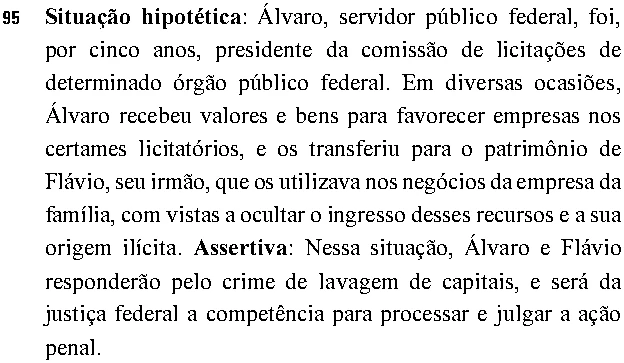 95 Situação hipotética: Álvaro, servidor público federal, foi,
por cinco anos, presidente da comissão de licitações de
determinado órgão público federal. Em diversas ocasiões,
Álvaro recebeu valores e bens para favorecer empresas nos
certames licitatórios, e os transferiu para o patrimônio de
Flávio, seu irmão, que os utilizava nos negócios da empresa da
família, com vistas a ocultar o ingresso desses recursos e a sua
origem ilícita. Assertiva: Nessa situação, Álvaro e Flávio
responderão pelo crime de lavagem de capitais, e será da
justiça federal a competência para processar e julgar a ação
penal.